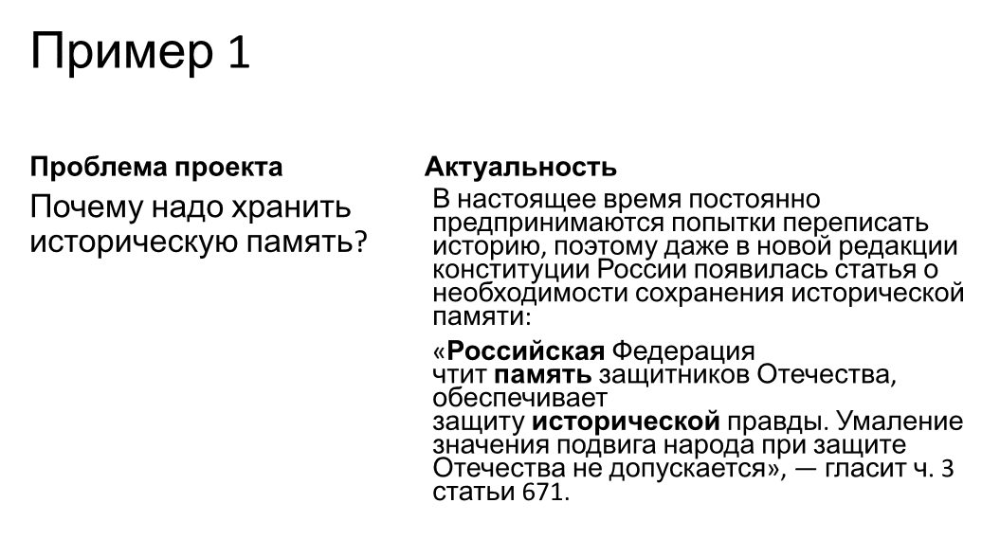 Пример 1
Проблема проекта
Почему надо хранить
историческую память?
Актуальность
В настоящее время постоянно
предпринимаются попытки переписать
историю, поэтому даже в новой редакции
конституции России появилась статья о
необходимости сохранения исторической
памяти:
«Российская Федерация
чтит память защитников Отечества,
обеспечивает
защиту исторической правды. Умаление
значения подвига народа при защите
Отечества не допускается», — гласит ч. 3
статьи 671.